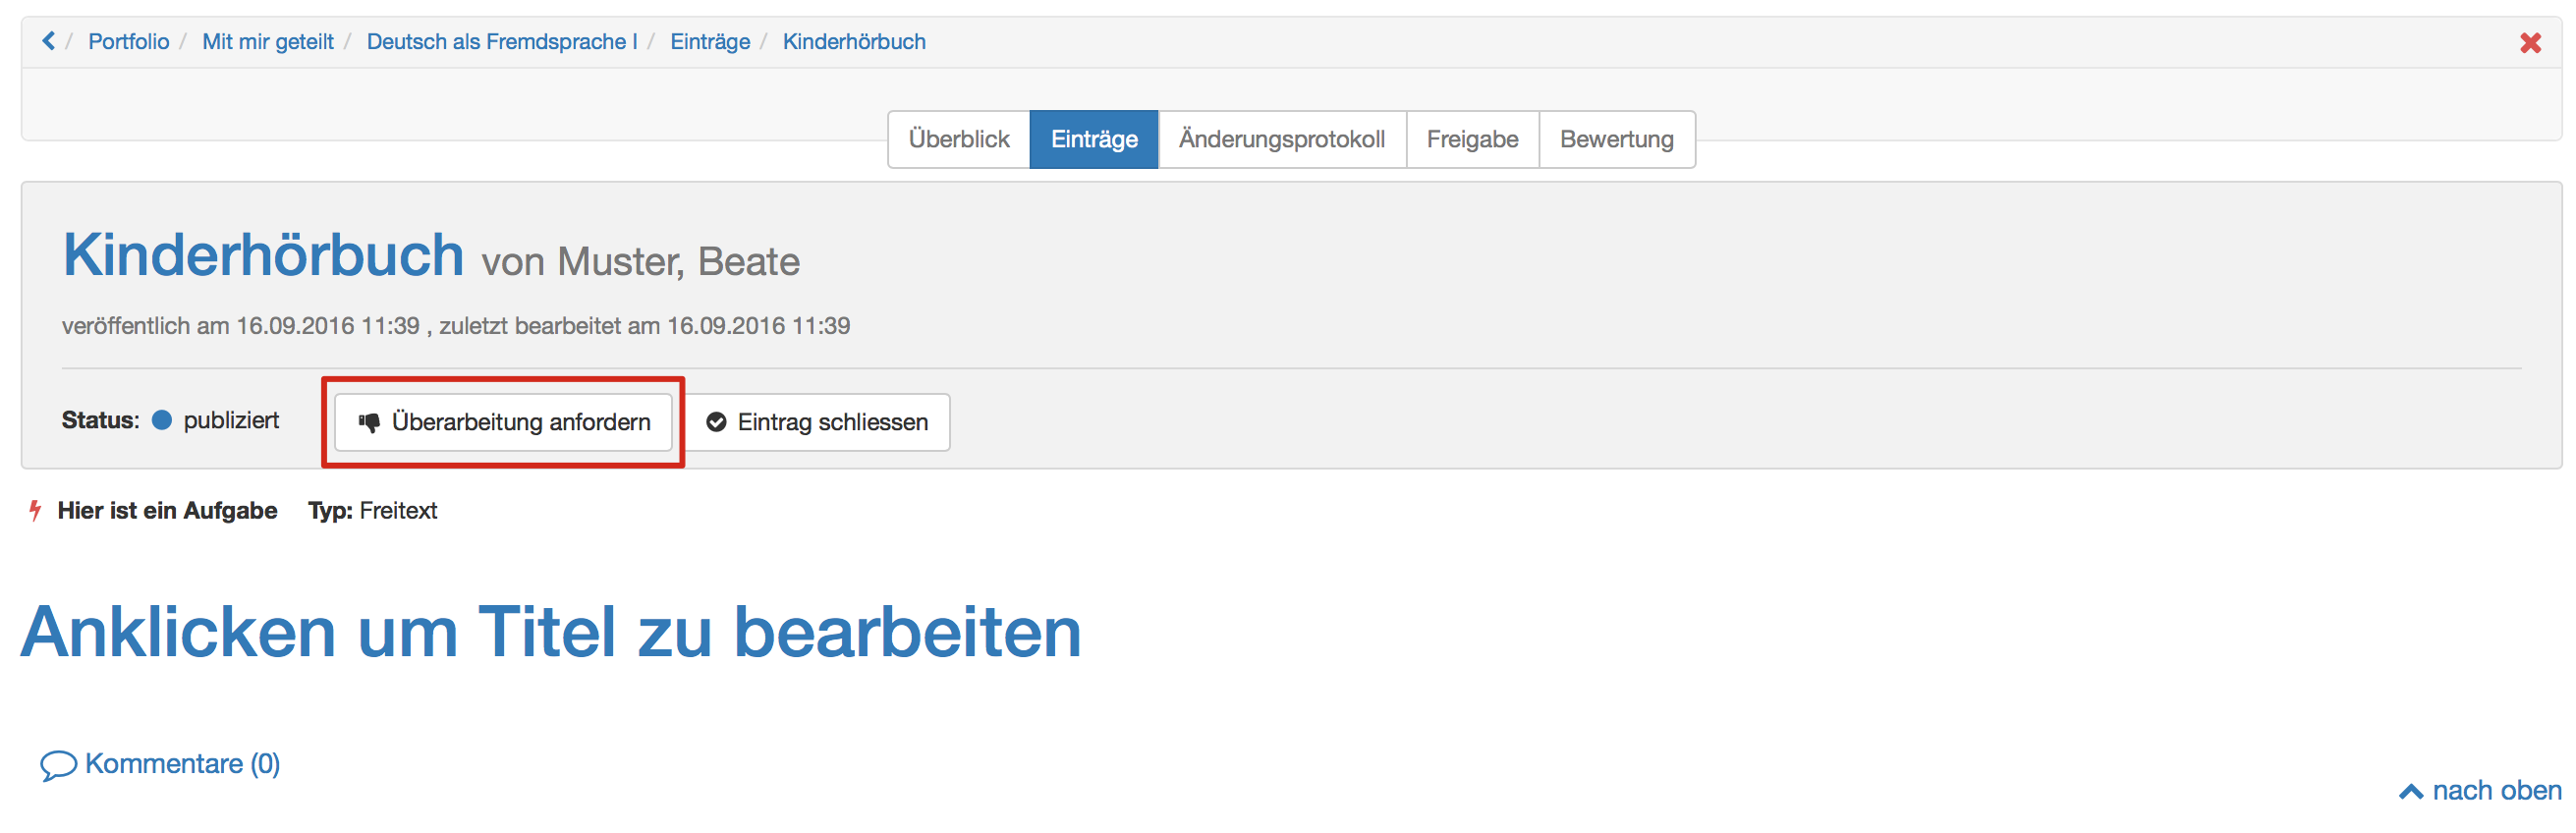 / Portfolio / Mit mir geteilt / Deutsch als Fremdsprache I / Einträge / Kinderhörbuch
Überblick Einträge Änderungsprotokoll Freigabe Bewertung
Kinderhörbuch von Muster, Beate
veröffentlich am 16.09.2016 11:39 , zuletzt bearbeitet am 16.09.2016 11:39
Status: publiziert Überarbeitung anfordern Eintrag schliessen
Hier ist ein Aufgabe Typ: Freitext
Anklicken um Titel zu bearbeiten
Kommentare (0)
nach oben